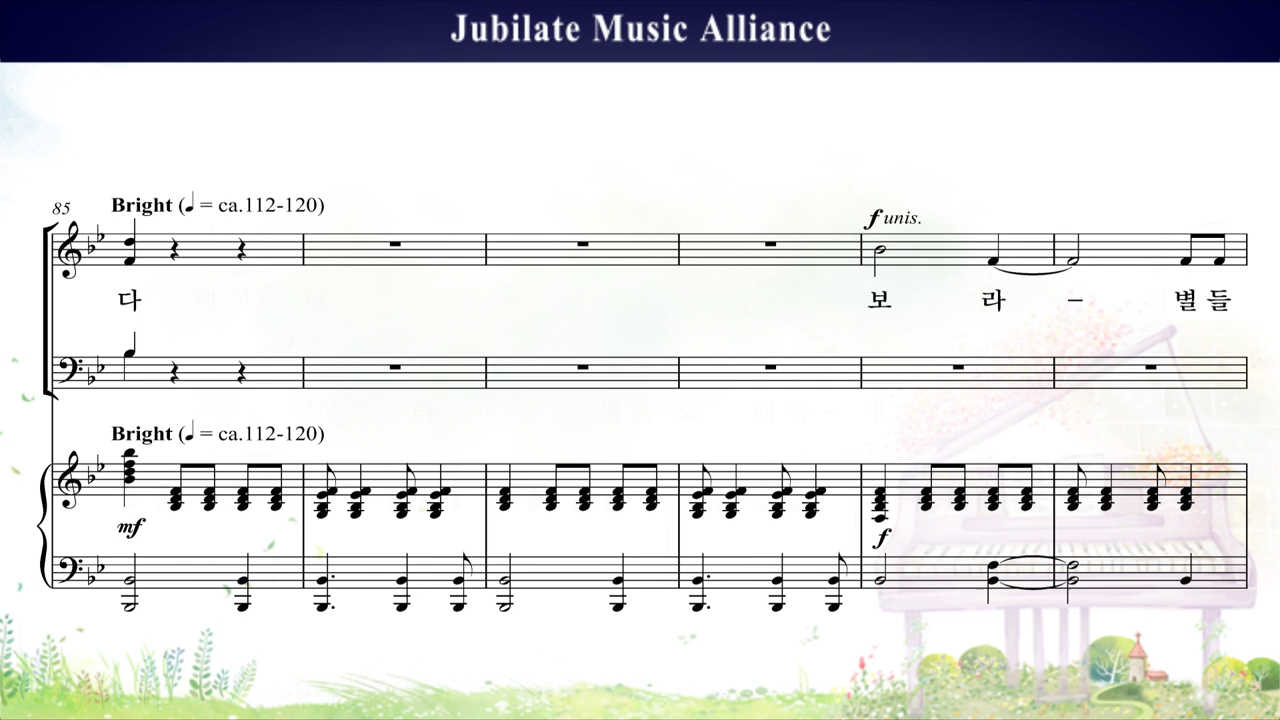 Jubilate Music Alliance
85 Bright (♩ = ca.112-120)
f unis.
다 보 라 – 별 들
Bright (♩ = ca.112-120)
mf f